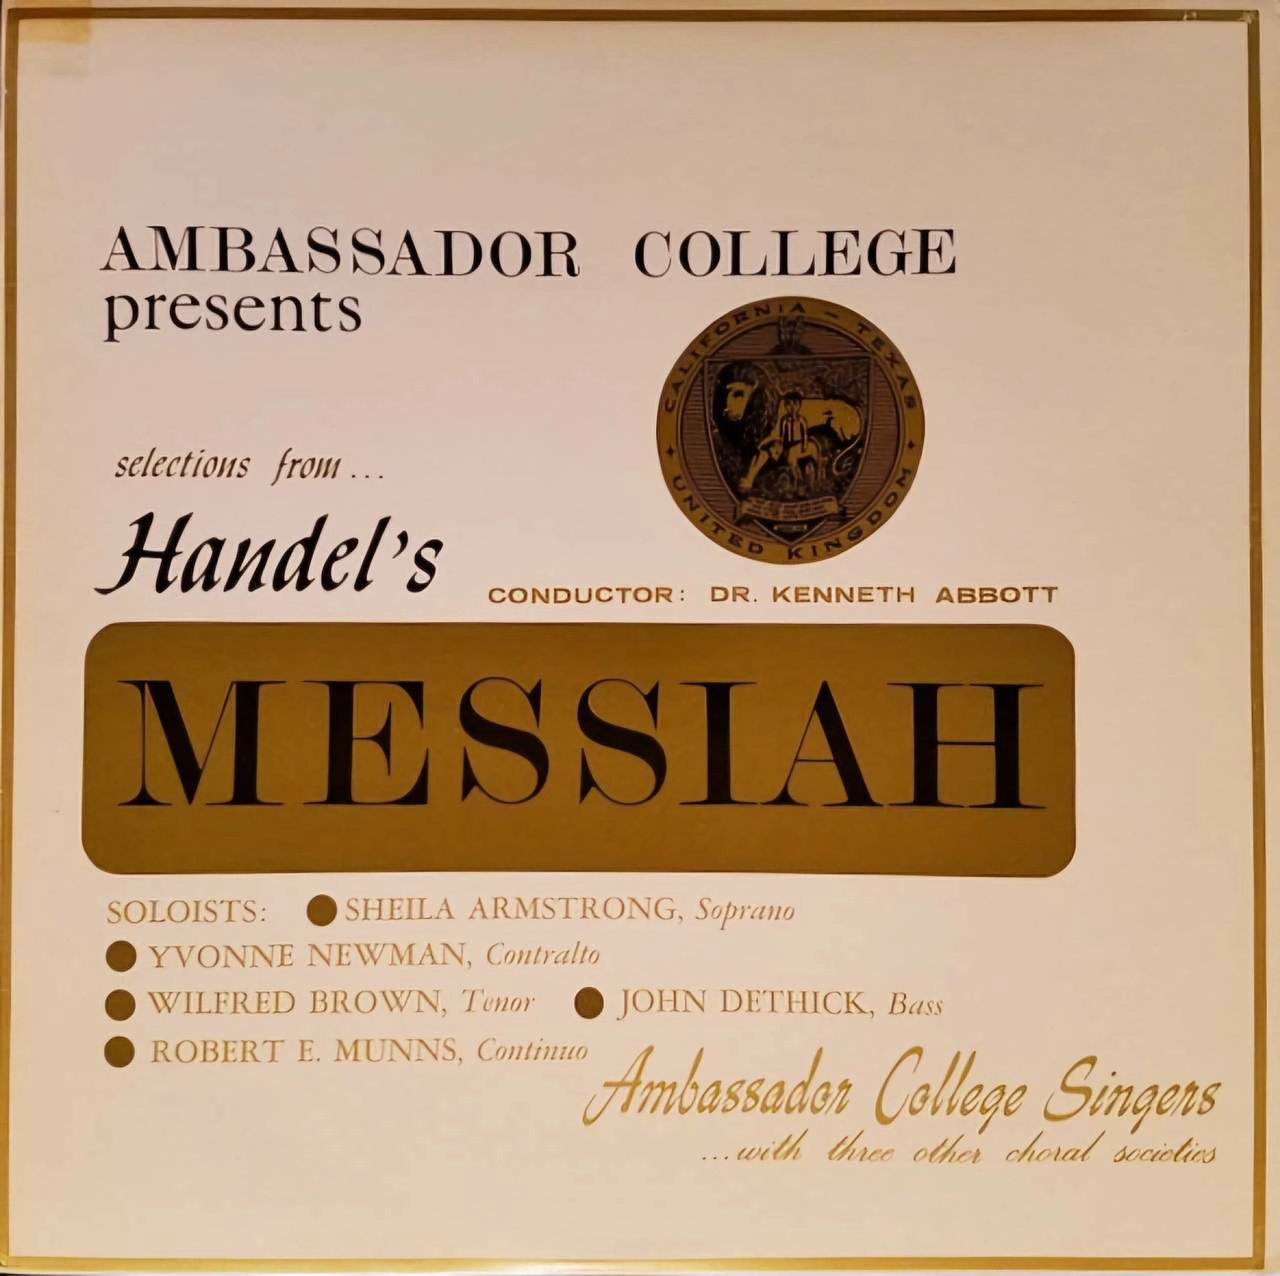 AMBASSADOR COLLEGE
presents
CALIFORNIA - TEXAS
UNITED KINGDOM
selections from...
Handel's
CONDUCTOR: DR. KENNETH ABBOTT
MESSIAH
SOLOISTS: ● SHEILA ARMSTRONG, Soprano
● YVONNE NEWMAN, Contralto
● WILFRED BROWN, Tenor ● JOHN DETHICK, Bass
● ROBERT E. MUNNS, Continuo
Ambassador College Singers
...with three other choral societies